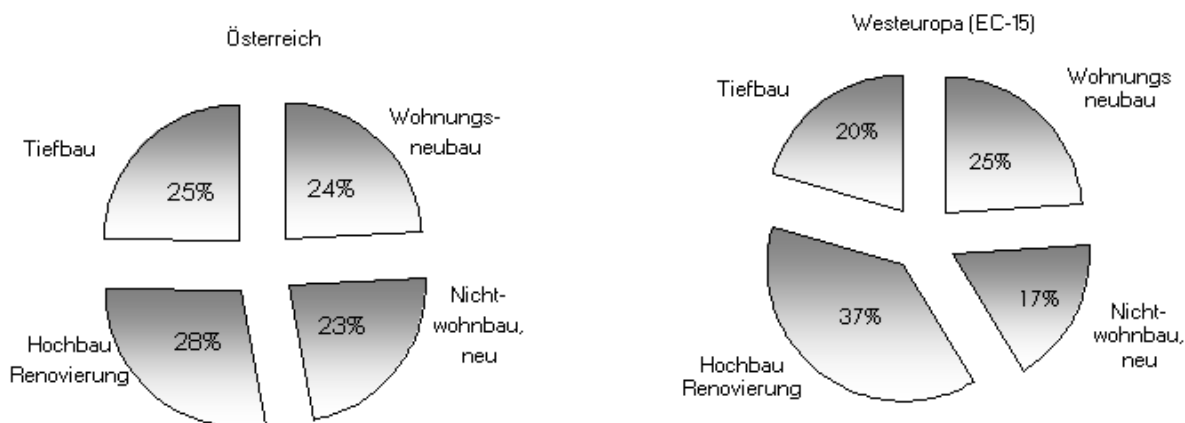 Österreich
Tiefbau
25%
24%
Wohnungs-
neubau
Hochbau
Renovierung
28%
23%
Nicht-
wohnbau,
neu
Westeuropa (EC-15)
Tiefbau
20%
25%
Wohnungs
neubau
37%
Hochbau
Renovierung
17%
Nicht-
wohnbau,
neu